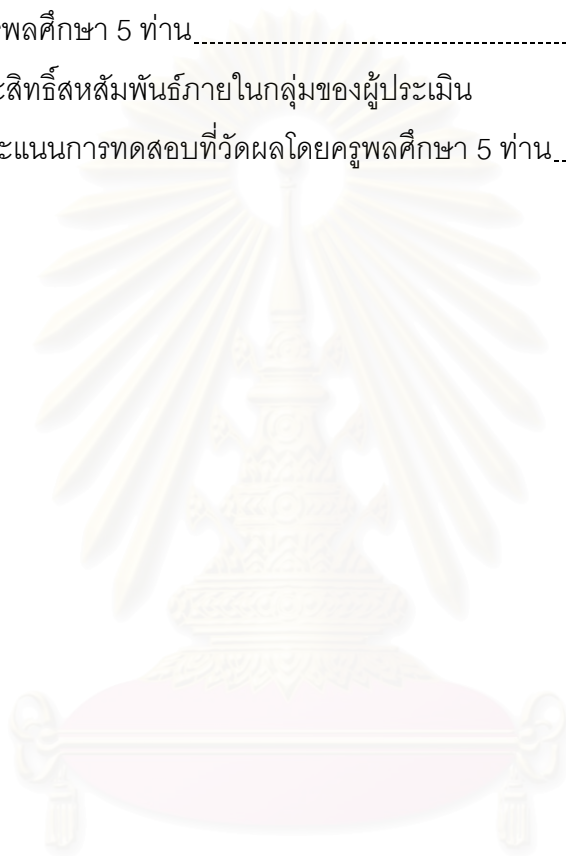 พลศึกษา 5 ท่าน
สิทธิ์สหสัมพันธ์ภายในกลุ่มของผู้ประเมิน
ะแนนการทดสอบที่วัดผลโดยครูพลศึกษา 5 ท่าน